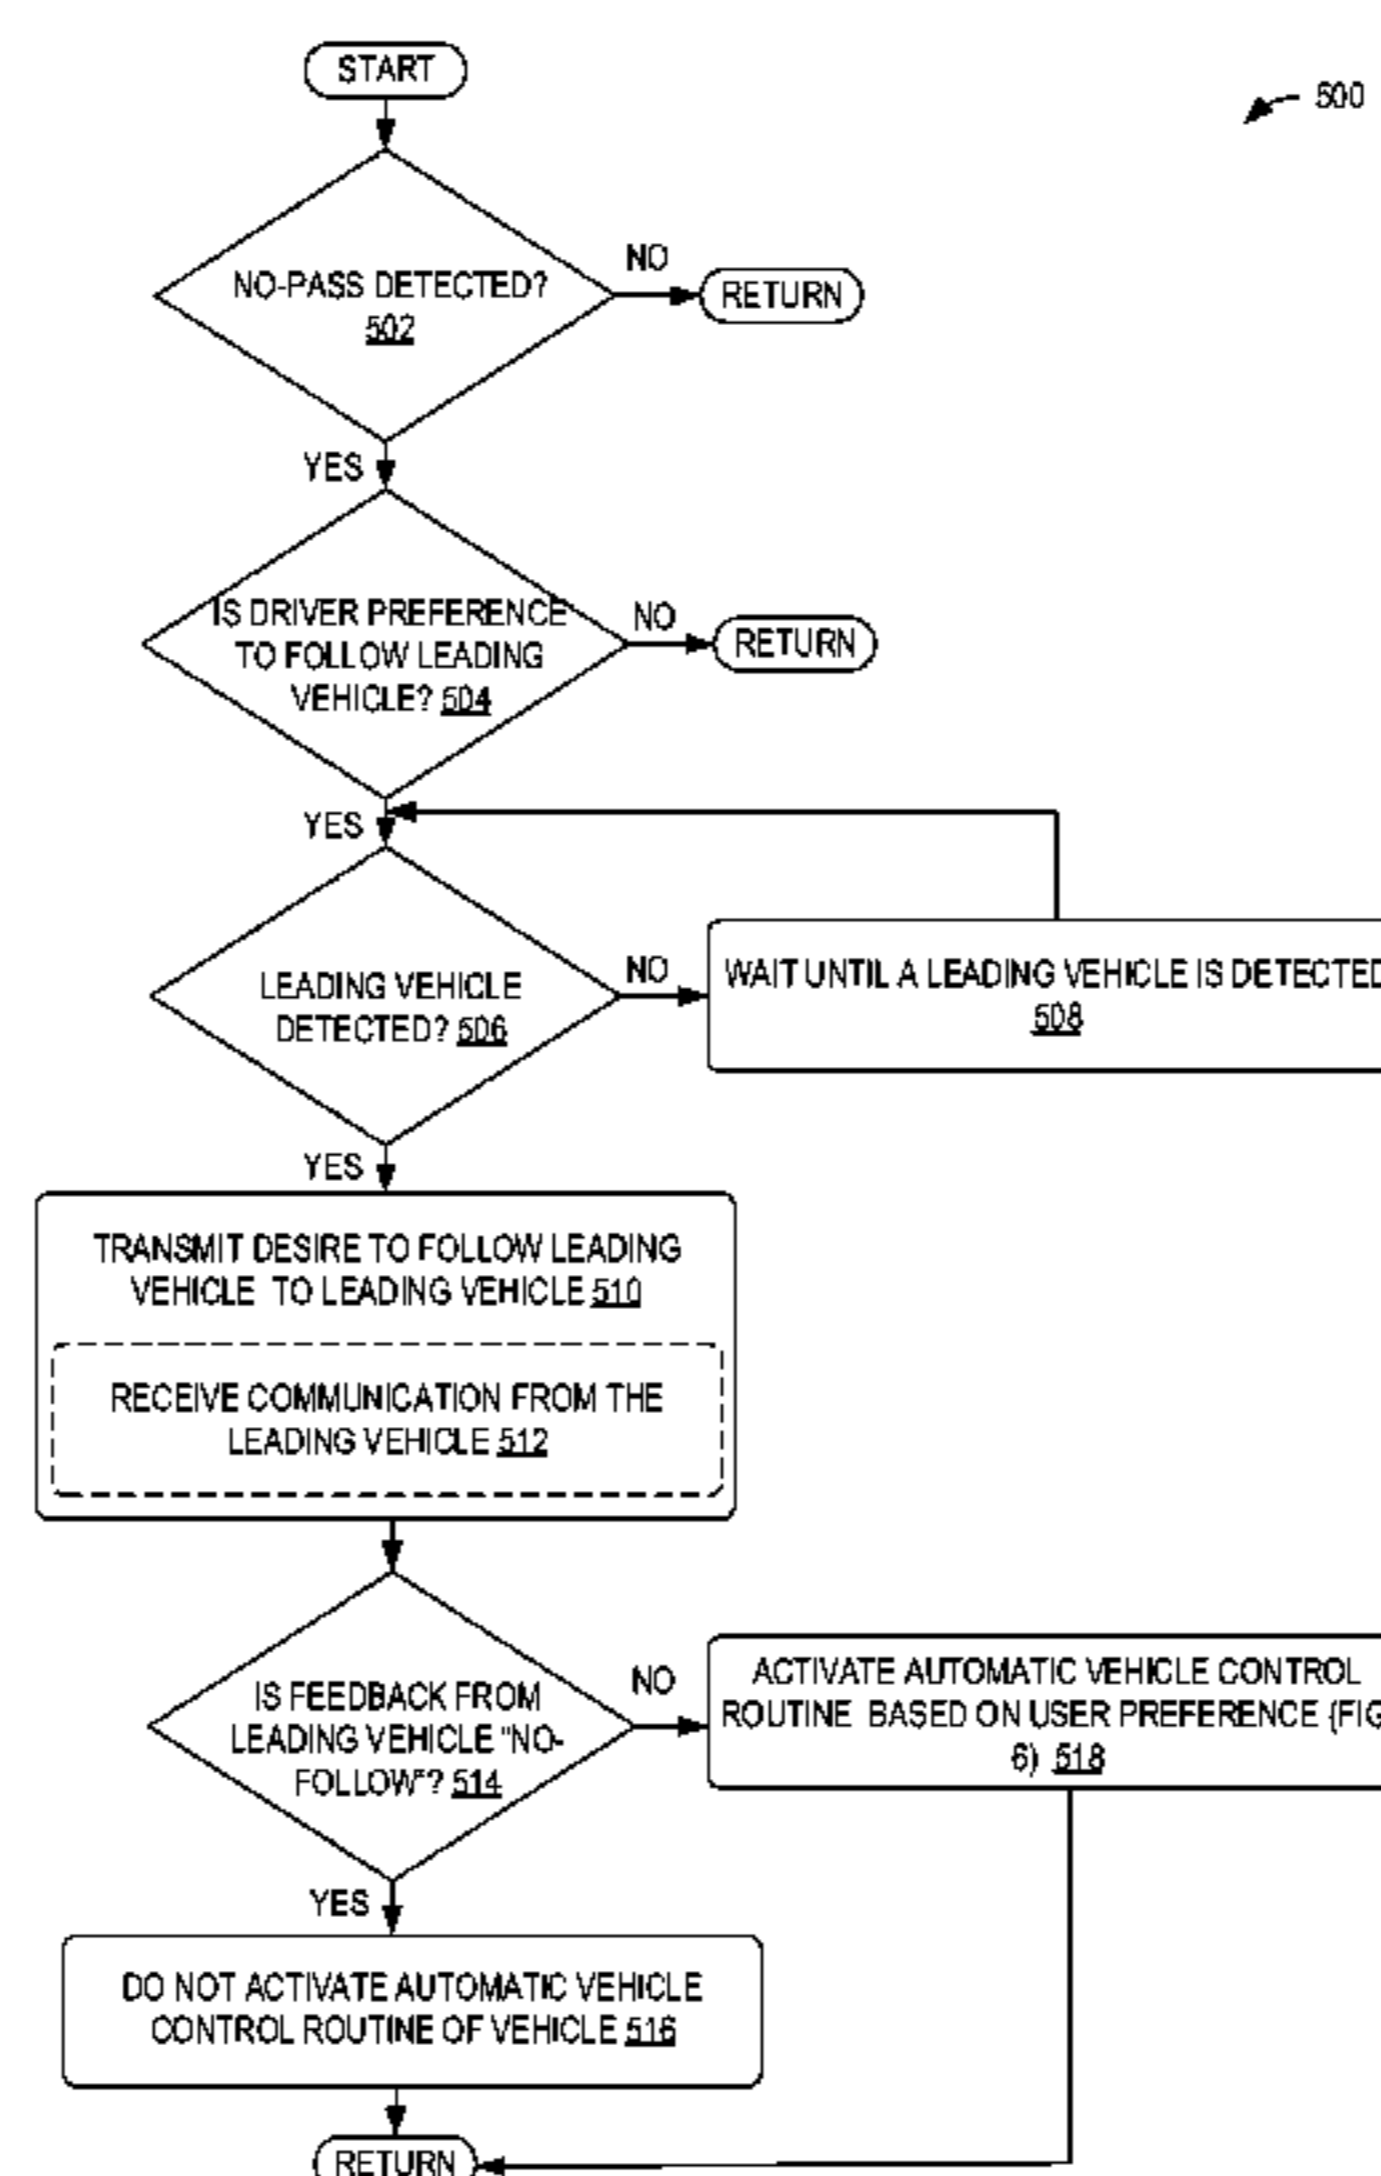 START
500
NO-PASS DETECTED?
502
NO
RETURN
YES
IS DRIVER PREFERENCE
TO FOLLOW LEADING
VEHICLE? 504
NO
RETURN
YES
LEADING VEHICLE
DETECTED? 506
NO
WAIT UNTIL A LEADING VEHICLE IS DETECTED
508
YES
TRANSMIT DESIRE TO FOLLOW LEADING
VEHICLE TO LEADING VEHICLE 510
RECEIVE COMMUNICATION FROM THE
LEADING VEHICLE 512
IS FEEDBACK FROM
LEADING VEHICLE "NO-
FOLLOW"? 514
NO
ACTIVATE AUTOMATIC VEHICLE CONTROL
ROUTINE BASED ON USER PREFERENCE (FIG
6) 518
YES
DO NOT ACTIVATE AUTOMATIC VEHICLE
CONTROL ROUTINE OF VEHICLE 516
RETURN